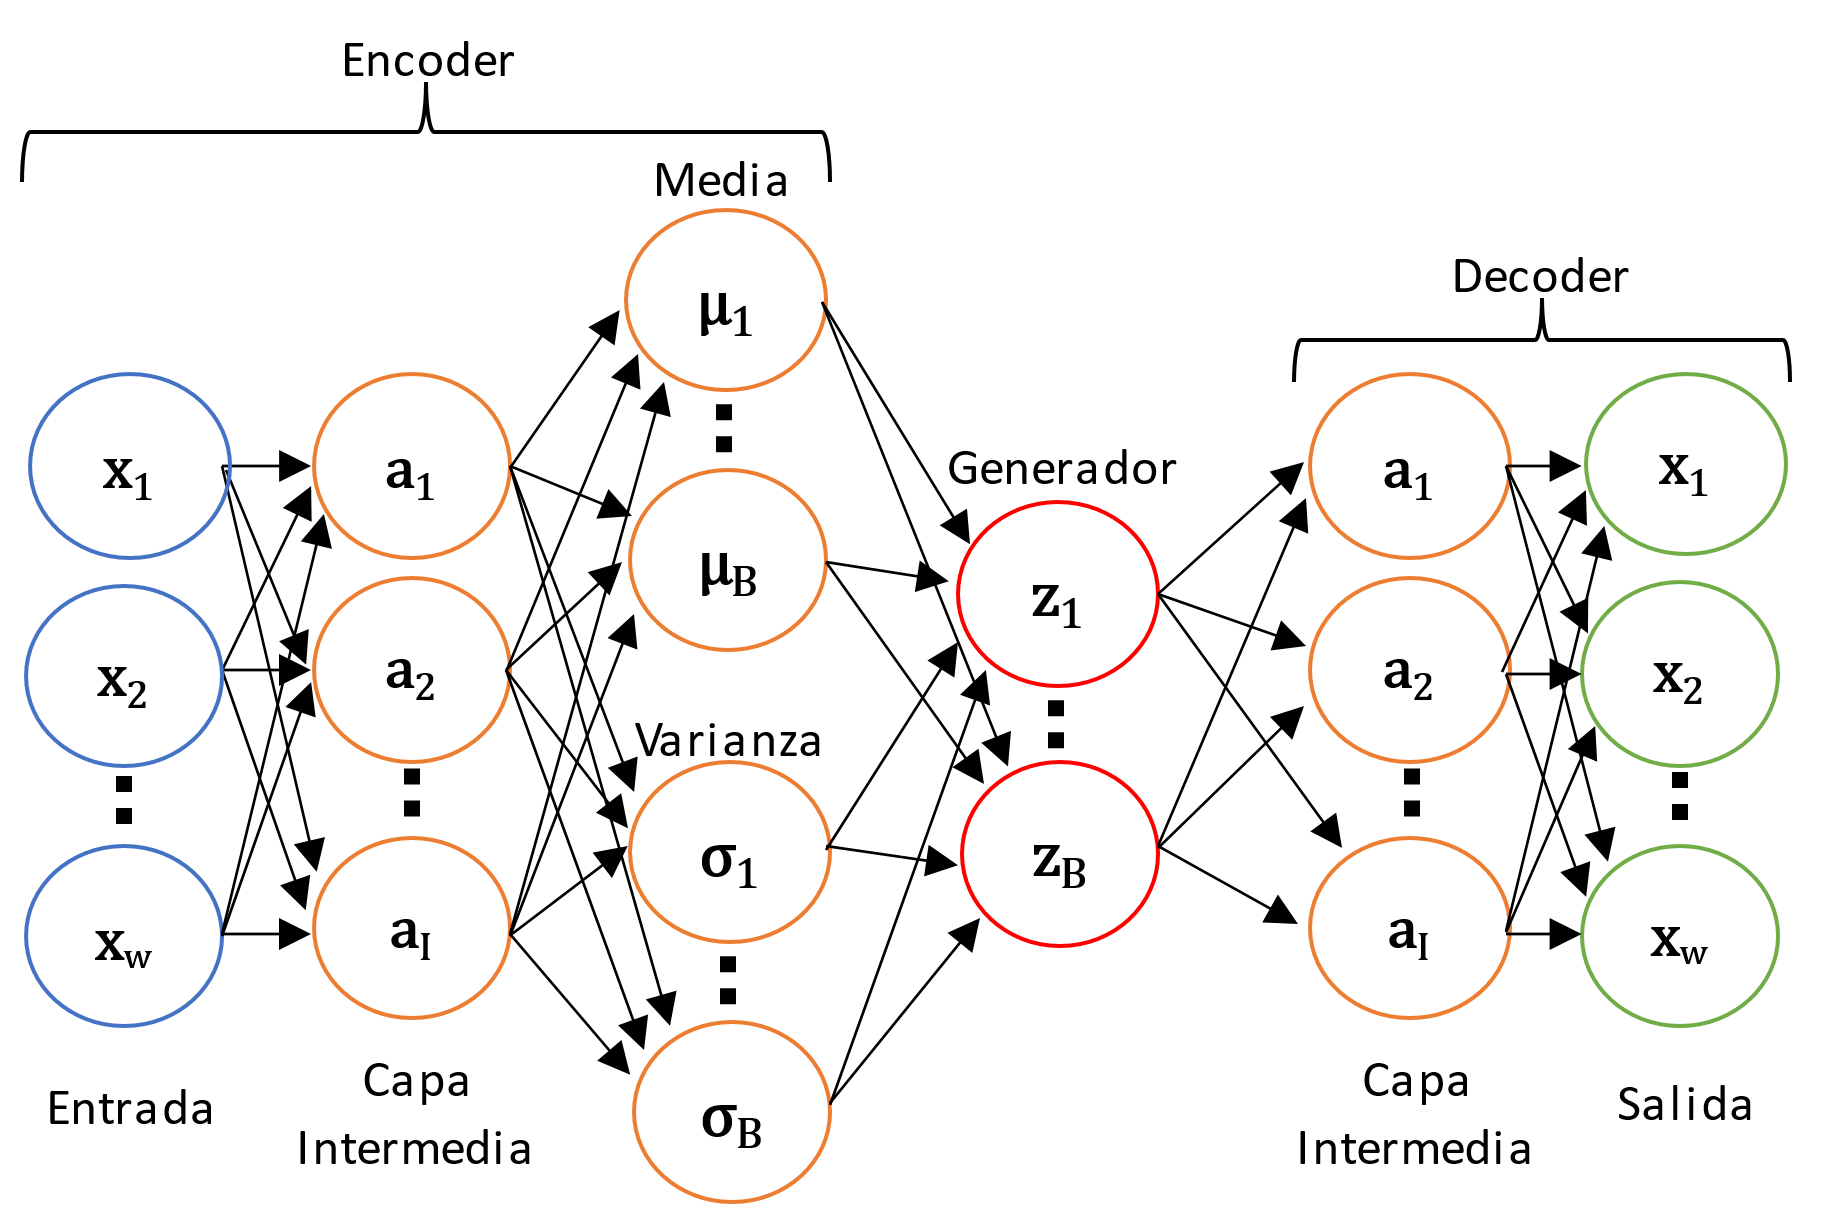 Encoder
Media
μ1
Decoder
x1
a1
Generador
a1
x1
μB
z1
x2
a2
a2
x2
Varianza
σ1
zB
xw
aI
aI
xw
σB
Entrada
Capa
Intermedia
Capa
Intermedia
Salida